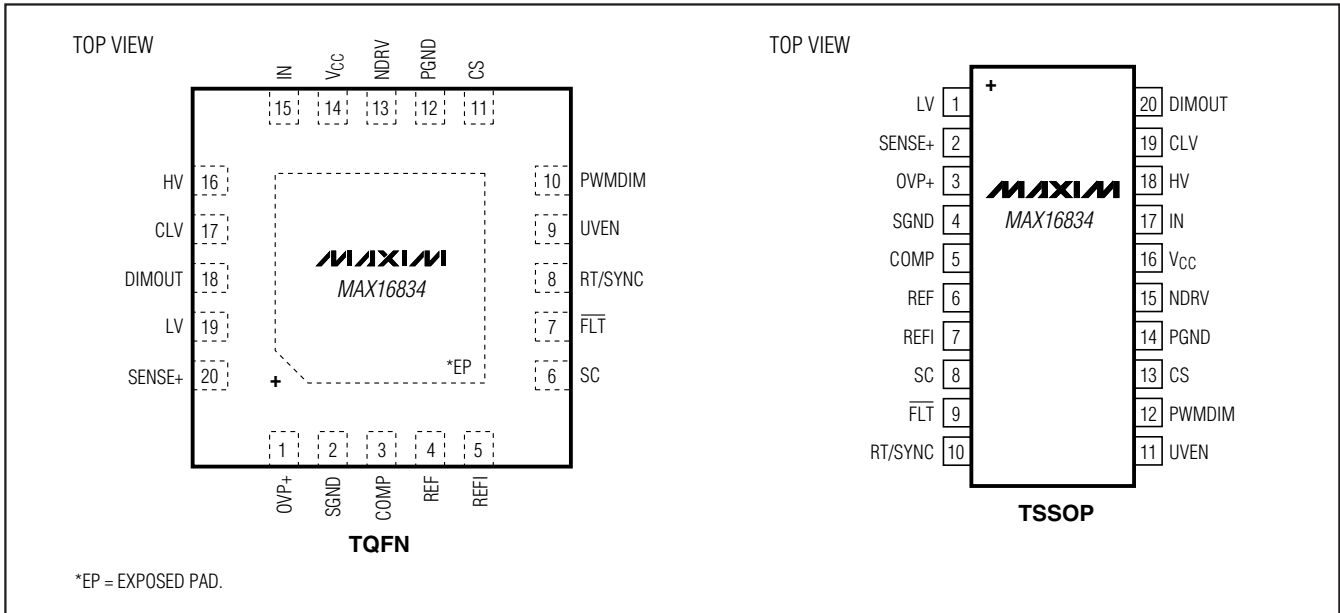 TOP VIEW
IN
VCC
NDRV
PGND
CS
15
14
13
12
11
HV 16
CLV 17
DIMOUT 18
LV 19
SENSE+ 20
10 PWMDIM
9 UVEN
8 RT/SYNC
7 FLT
6 SC
MAXIM
MAX16834
*EP
+
1
2
3
4
5
OVP+
SGND
COMP
REF
REFI
TQFN
*EP = EXPOSED PAD.
TOP VIEW
+
LV 1
SENSE+ 2
OVP+ 3
SGND 4
COMP 5
REF 6
REFI 7
SC 8
FLT 9
RT/SYNC 10
MAXIM
MAX16834
20 DIMOUT
19 CLV
18 HV
17 IN
16 VCC
15 NDRV
14 PGND
13 CS
12 PWMDIM
11 UVEN
TSSOP